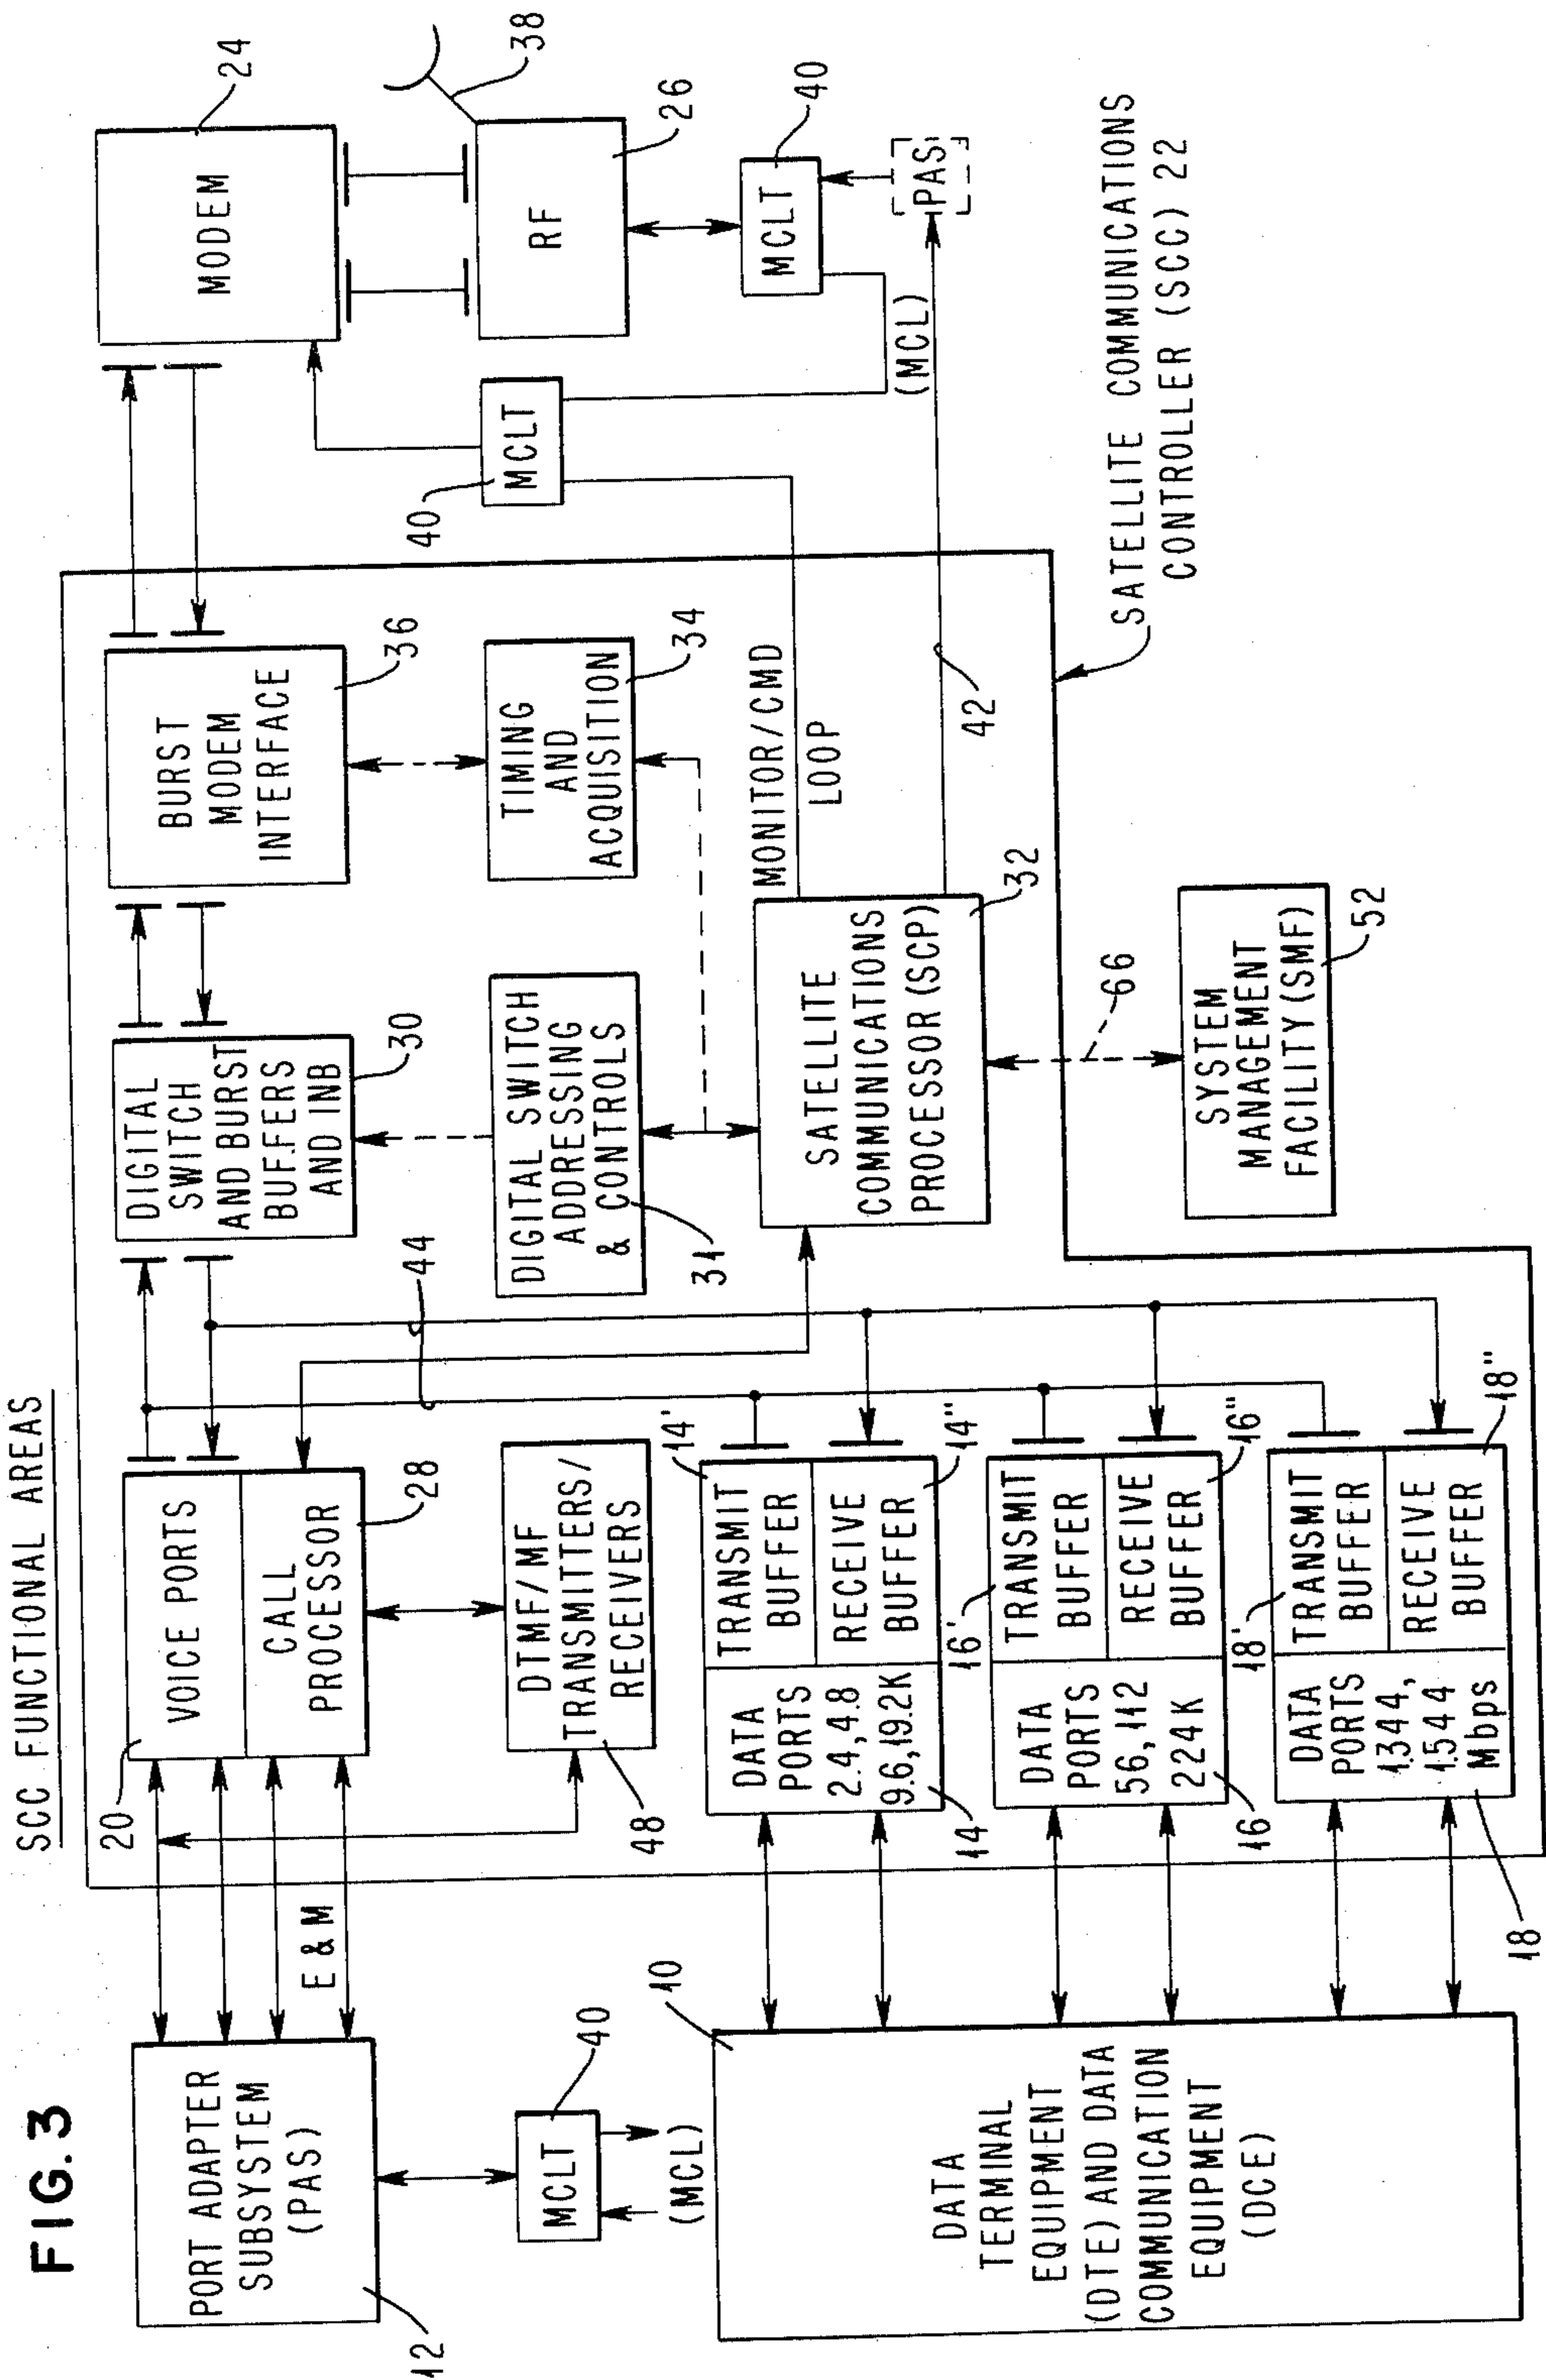 FIG. 3
SCC FUNCTIONAL AREAS
PORT ADAPTER
SUBSYSTEM
(PAS)
12
E & M
MCLT
40
(MCL)
10
DATA
TERMINAL
EQUIPMENT
(DTE) AND DATA
COMMUNICATION
EQUIPMENT
(DCE)
20
VOICE PORTS
CALL
PROCESSOR
28
DTMF/MF
TRANSMITTERS/
RECEIVERS
48
DATA
PORTS
2.4, 4.8
9.6, 19.2K
14
TRANSMIT
BUFFER
14'
RECEIVE
BUFFER
14"
DATA
PORTS
56, 112
224K
16
TRANSMIT
BUFFER
16'
RECEIVE
BUFFER
16"
DATA
PORTS
1.344,
1.544
Mbps
18
TRANSMIT
BUFFER
18'
RECEIVE
BUFFER
18"
44
DIGITAL
SWITCH
AND BURST
BUFFERS
AND INB
30
DIGITAL SWITCH
ADDRESSING
& CONTROLS
31
SATELLITE
COMMUNICATIONS
PROCESSOR (SCP)
32
66
SYSTEM
MANAGEMENT
FACILITY (SMF)
52
BURST
MODEM
INTERFACE
36
TIMING
AND
ACQUISITION
34
MONITOR/CMD
LOOP
42
SATELLITE COMMUNICATIONS
CONTROLLER (SCC) 22
MODEM
24
RF
26
38
40
MCLT
MCLT
40
(MCL)
PAS